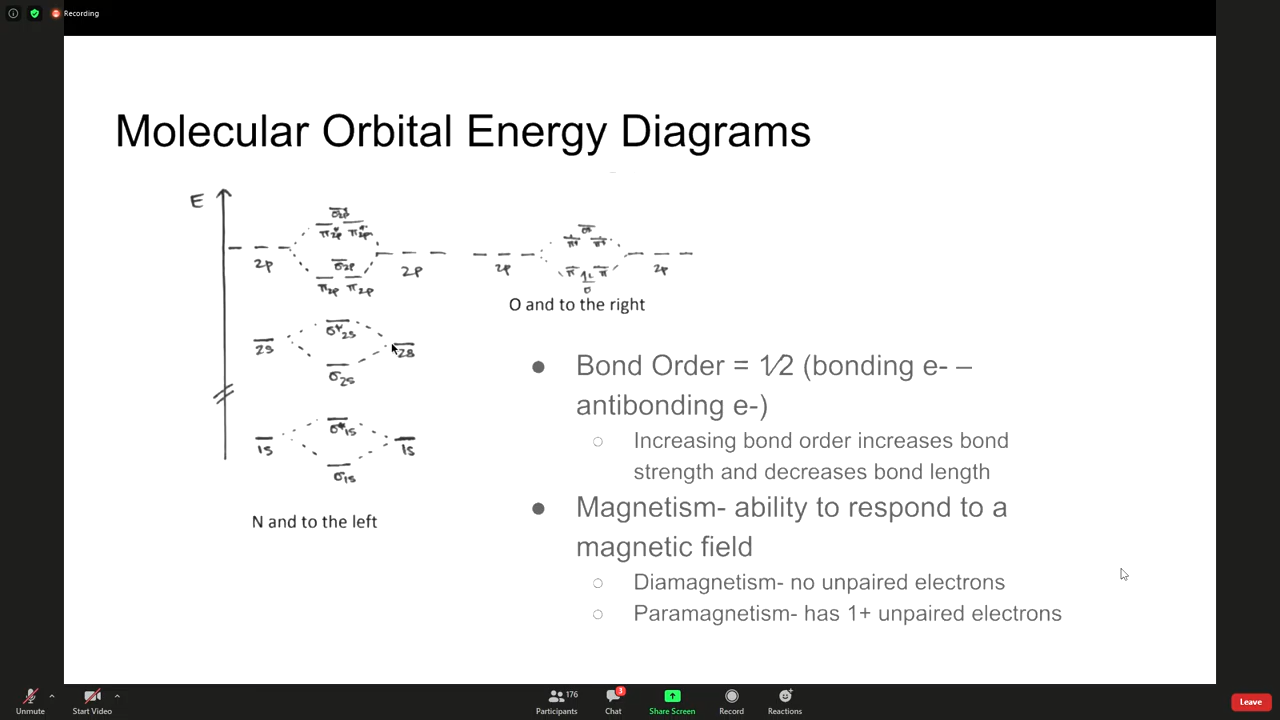 Recording
Molecular Orbital Energy Diagrams
E
σ*2p
π*2p π*2p
2p
σ2p
2p
π2p π2p
σ*
π* π*
2p
π π
2p
σ
O and to the right
σ*2s
2s
2s
σ2s
σ*1s
1s
1s
σ1s
N and to the left
● Bond Order = 1⁄2 (bonding e- –
antibonding e-)
○ Increasing bond order increases bond
strength and decreases bond length
● Magnetism- ability to respond to a
magnetic field
○ Diamagnetism- no unpaired electrons
○ Paramagnetism- has 1+ unpaired electrons
Unmute
Start Video
176
Participants
3
Chat
Share Screen
Record
Reactions
Leave